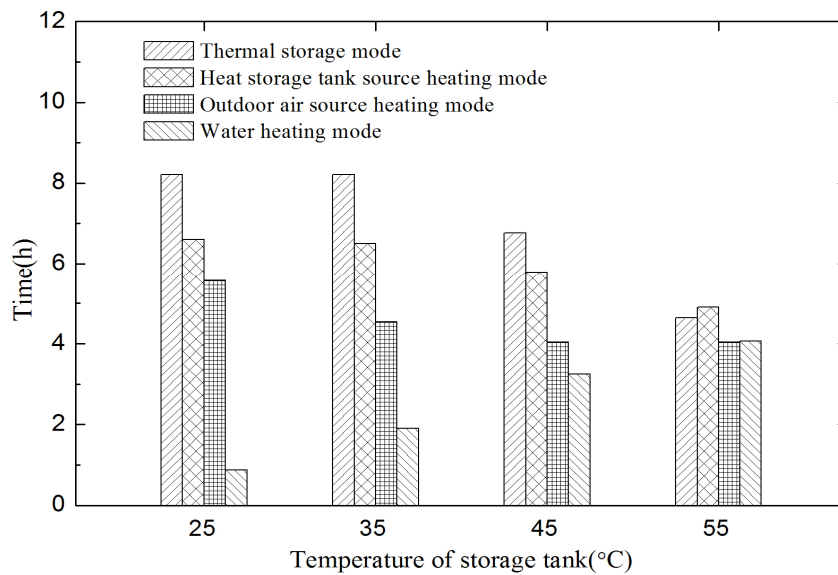 12
10
8
6
4
2
0
Time(h)
Thermal storage mode
Heat storage tank source heating mode
Outdoor air source heating mode
Water heating mode
25 35 45 55
Temperature of storage tank(°C)